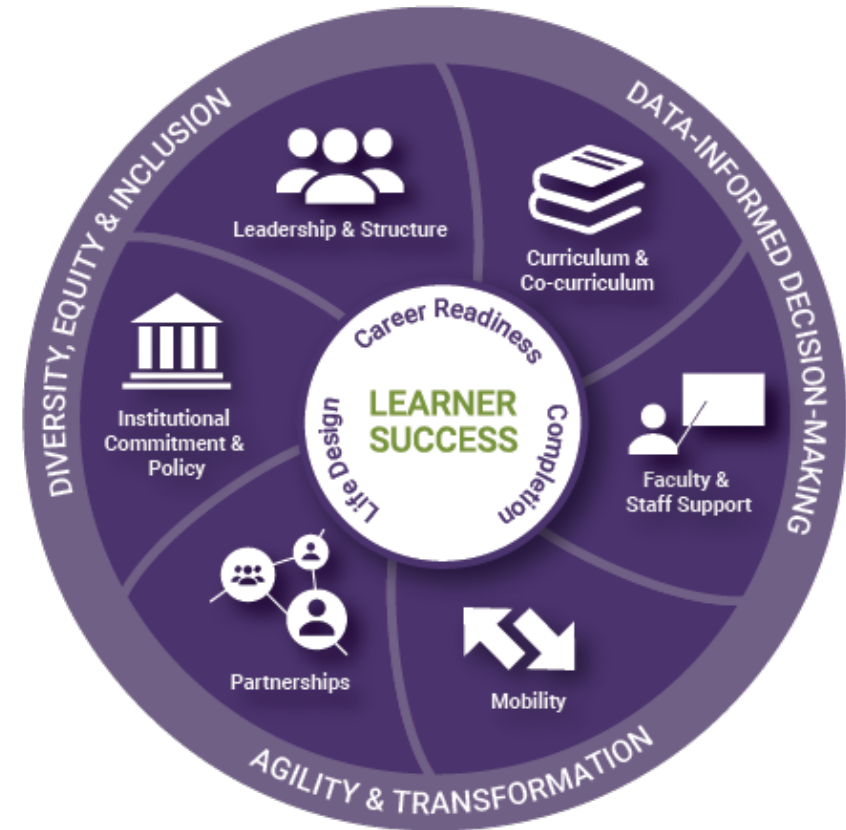 DIVERSITY, EQUITY & INCLUSION
DATA-INFORMED DECISION-MAKING
AGILITY & TRANSFORMATION
Leadership & Structure
Curriculum &
Co-curriculum
Faculty &
Staff Support
Mobility
Partnerships
Institutional
Commitment &
Policy
Career Readiness
Completion
Life Design
LEARNER
SUCCESS